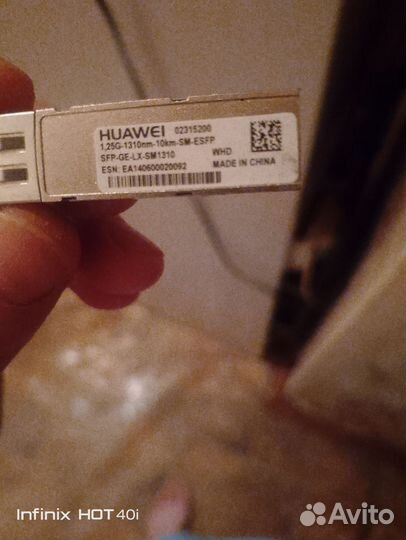 HUAWEI 02315200
1,25G-1310nm-10km-SM-ESFP
SFP-GE-LX-SM1310
WHD
ESN: EA140600020092 MADE IN CHINA
Infinix HOT 40i
Avito